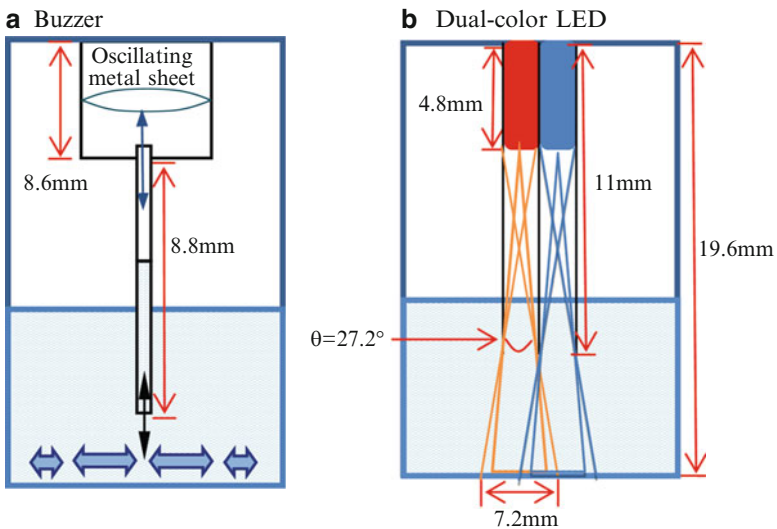 a Buzzer
Oscillating
metal sheet
8.6mm
8.8mm
b Dual-color LED
4.8mm
11mm
19.6mm
θ=27.2°
7.2mm